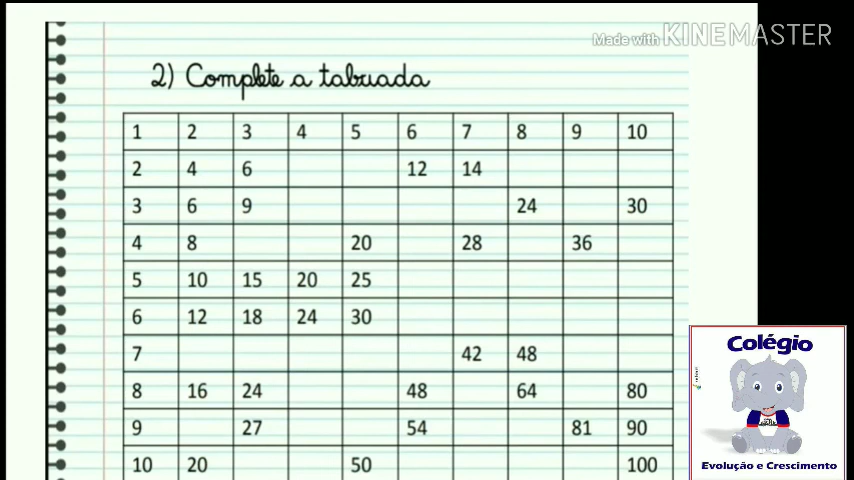 Made with KINEMASTER
2) Complete a tabuada
1 2 3 4 5 6 7 8 9 10
2 4 6 12 14
3 6 9 24 30
4 8 20 28 36
5 10 15 20 25
6 12 18 24 30
7 42 48
8 16 24 48 64 80
9 27 54 81 90
10 20 50 100
Colégio
Evolução e Crescimento